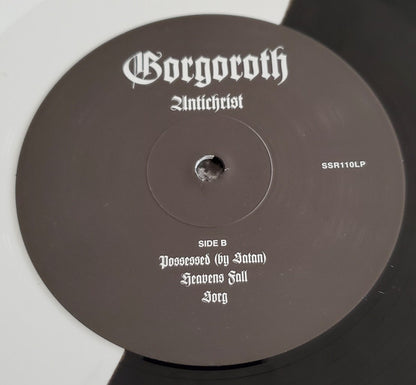 Gorgoroth
Antichrist
SSR110LP
SIDE B
Possessed (by Satan)
Heavens Fall
Sorg